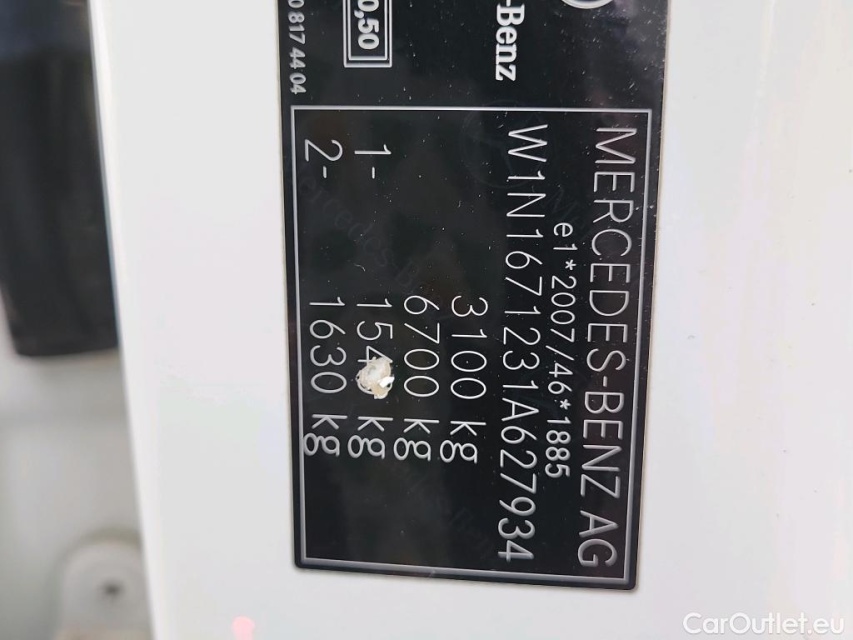 -Benz
0,50
0 817 44 04
MERCEDES-BENZ AG
e1*2007/46*1885
W1N1671231A627934
3100 kg
6700 kg
1- 154 kg
2- 1630 kg
CarOutlet.eu